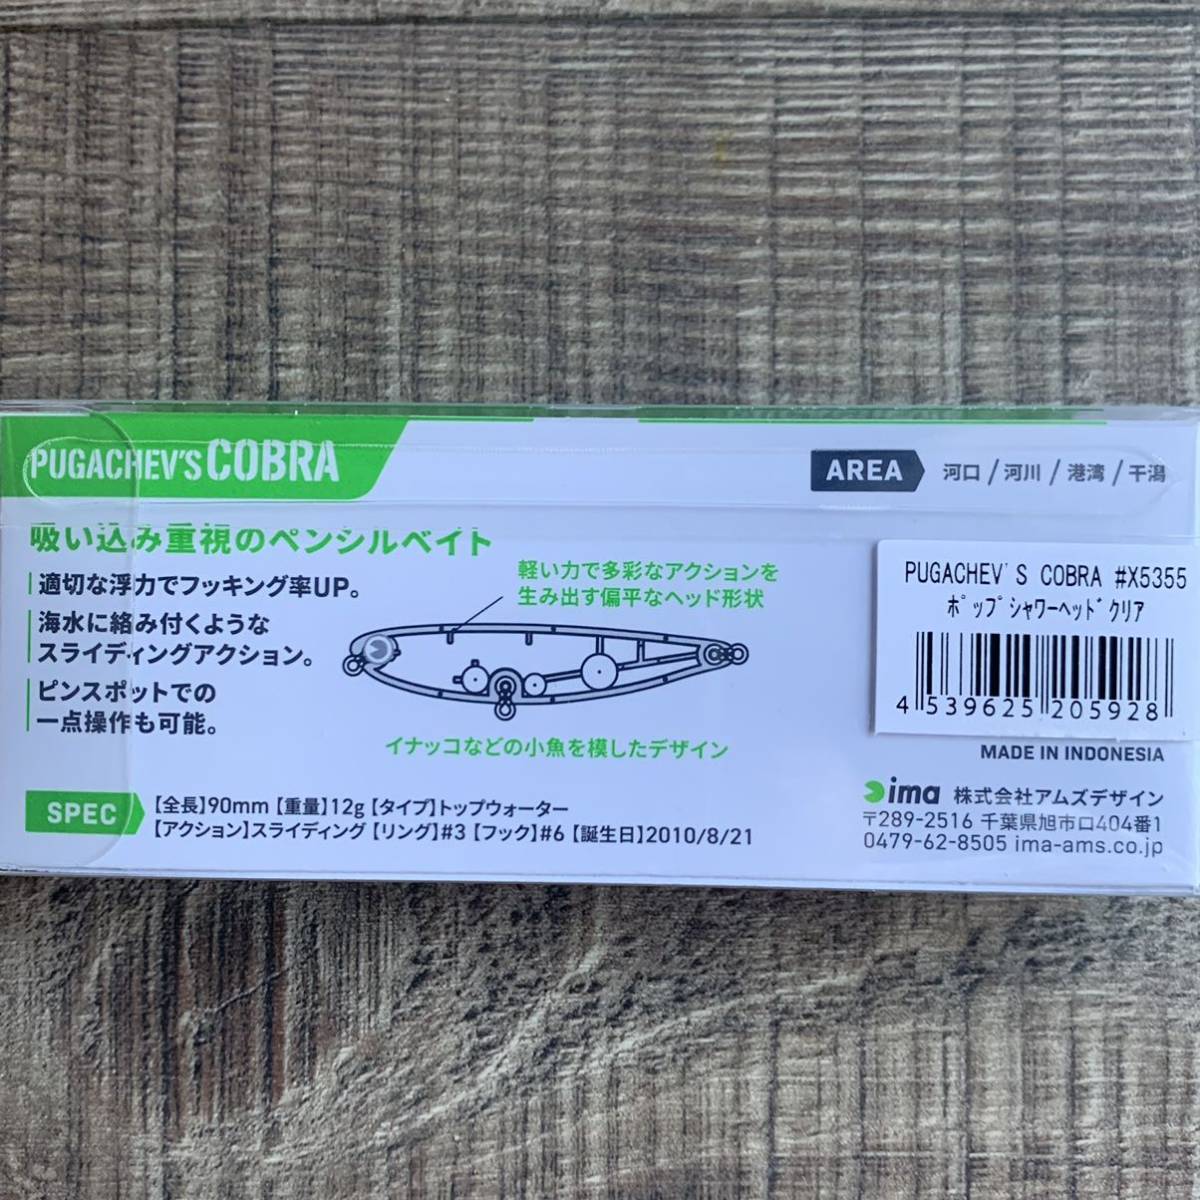 PUGACHEV'S COBRA
AREA 河口 / 河川 / 港湾 / 干潟
吸い込み重視のペンシルベイト
適切な浮力でフッキング率UP。
海水に絡み付くような
スライディングアクション。
ピンスポットでの
一点操作も可能。
軽い力で多彩なアクションを
生み出す偏平なヘッド形状
イナッコなどの小魚を模したデザイン
PUGACHEV'S COBRA #X5355
ﾎﾟｯﾌﾟｼｬﾜｰﾍｯﾄﾞｸﾘｱ
4 539625 205928
MADE IN INDONESIA
SPEC
【全長】90mm【重量】12g【タイプ】トップウォーター
【アクション】スライディング【リング】#3【フック】#6【誕生日】2010/8/21
ima 株式会社アムズデザイン
〒289-2516 千葉県旭市ロ404番1
0479-62-8505 ima-ams.co.jp